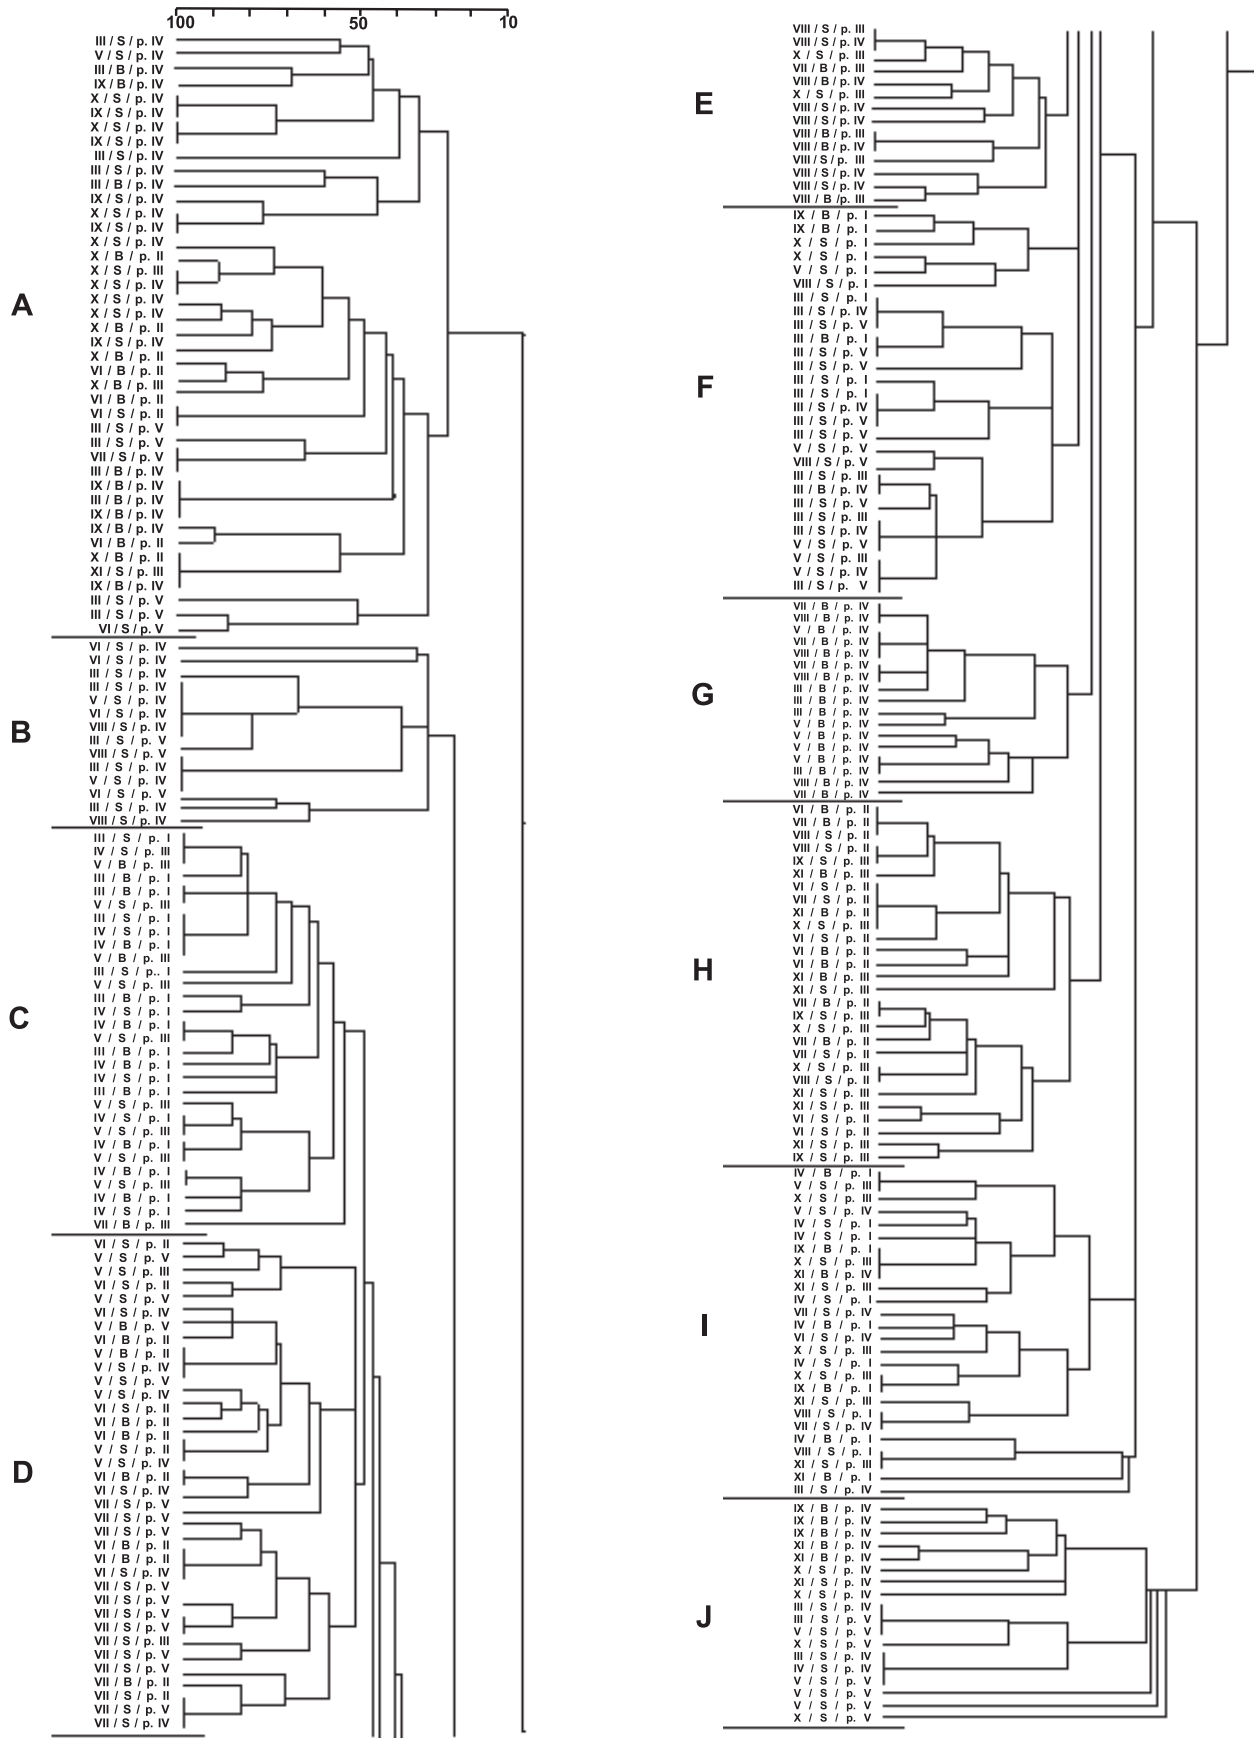 100 50 10
III / S / p. IV
V / S / p. IV
III / B / p. IV
IX / B / p. IV
X / S / p. IV
IX / S / p. IV
X / S / p. IV
IX / S / p. IV
III / S / p. IV
III / S / p. IV
III / B / p. IV
IX / S / p. IV
X / S / p. IV
IX / S / p. IV
X / S / p. IV
X / B / p. II
X / S / p. III
X / S / p. IV
X / S / p. IV
X / S / p. IV
X / B / p. II
IX / S / p. IV
X / B / p. II
VI / B / p. II
X / B / p. III
VI / B / p. II
VI / S / p. II
III / S / p. V
III / S / p. V
VII / S / p. V
III / B / p. IV
IX / B / p. IV
III / B / p. IV
IX / B / p. IV
IX / B / p. IV
VI / B / p. II
X / B / p. II
XI / S / p. III
IX / B / p. IV
III / S / p. V
III / S / p. V
VI / S / p. V
A
VI / S / p. IV
VI / S / p. IV
III / S / p. IV
III / S / p. IV
V / S / p. IV
VI / S / p. IV
VIII / S / p. IV
III / S / p. V
VIII / S / p. V
III / S / p. IV
V / S / p. IV
VI / S / p. V
III / S / p. IV
VIII / S / p. IV
B
III / S / p. I
IV / S / p. III
V / B / p. III
III / B / p. I
III / B / p. I
V / S / p. III
III / S / p. I
IV / S / p. I
IV / B / p. I
V / B / p. III
III / S / p.. I
V / S / p. III
III / B / p. I
IV / S / p. I
IV / B / p. I
V / S / p. III
III / B / p. I
IV / B / p. I
IV / S / p. I
III / B / p. I
V / S / p. III
IV / S / p. I
V / S / p. III
IV / B / p. I
V / S / p. III
IV / B / p. I
V / S / p. III
IV / B / p. I
IV / S / p. I
VII / B / p. III
C
VI / S / p. II
V / S / p. V
V / S / p. III
VI / S / p. II
V / S / p. V
VI / S / p. IV
V / B / p. V
VI / B / p. II
V / B / p. II
V / S / p. IV
V / S / p. V
V / S / p. IV
VI / S / p. II
VI / B / p. II
VI / B / p. II
V / S / p. II
V / S / p. IV
VI / B / p. II
VI / S / p. IV
VII / S / p. V
VII / S / p. V
VII / S / p. V
VI / B / p. II
VI / B / p. II
VI / S / p. IV
VII / S / p. V
VII / S / p. V
VII / S / p. V
VII / S / p. III
VII / S / p. V
VII / S / p. V
VII / B / p. II
VII / S / p. II
VII / S / p. V
VII / S / p. IV
D
VIII / S / p. III
VIII / S / p. IV
X / S / p. III
VII / B / p. III
VIII / B / p. IV
X / S / p. III
VIII / S / p. IV
VIII / S / p. IV
VIII / B / p. III
VIII / B / p. IV
VIII / S / p. III
VIII / S / p. IV
VIII / S / p. IV
VIII / B / p. III
E
IX / B / p. I
IX / B / p. I
X / S / p. I
X / S / p. I
V / S / p. I
VIII / S / p. I
III / S / p. I
III / S / p. IV
III / S / p. V
III / B / p. I
III / S / p. V
III / S / p. V
III / S / p. I
III / S / p. I
III / S / p. IV
III / S / p. V
III / S / p. V
V / S / p. V
VIII / S / p. V
III / S / p. III
III / B / p. IV
III / S / p. V
III / S / p. III
III / S / p. IV
V / S / p. V
V / S / p. III
V / S / p. IV
III / S / p. V
F
VII / B / p. IV
VIII / B / p. IV
V / B / p. IV
VII / B / p. IV
VIII / B / p. IV
VII / B / p. IV
VIII / B / p. IV
III / B / p. IV
III / B / p. IV
III / B / p. IV
V / B / p. IV
V / B / p. IV
V / B / p. IV
V / B / p. IV
III / B / p. IV
VIII / B / p. IV
VII / B / p. IV
G
VI / B / p. II
VII / B / p. II
VIII / S / p. II
VIII / S / p. II
IX / S / p. III
XI / B / p. III
VI / S / p. II
VII / S / p. II
XI / B / p. II
X / S / p. III
VI / S / p. II
VI / B / p. II
VI / B / p. II
XI / B / p. III
XI / S / p. III
VII / B / p. II
IX / S / p. III
X / S / p. III
VII / B / p. II
VII / S / p. II
X / S / p. III
VIII / S / p. II
XI / S / p. III
XI / S / p. III
VI / S / p. II
VI / S / p. II
XI / S / p. III
IX / S / p. III
H
IV / B / p. I
V / S / p. III
X / S / p. III
V / S / p. IV
IV / S / p. I
IV / S / p. I
IX / B / p. I
X / S / p. III
XI / B / p. IV
XI / S / p. III
IV / S / p. I
VII / S / p. IV
IV / B / p. I
VI / S / p. IV
X / S / p. III
IV / S / p. I
X / S / p. III
IX / B / p. I
XI / S / p. III
VIII / S / p. I
VII / S / p. IV
IV / B / p. I
VIII / S / p. I
XI / S / p. III
XI / B / p. I
III / S / p. IV
I
IX / B / p. IV
IX / B / p. IV
IX / B / p. IV
XI / B / p. IV
XI / B / p. IV
X / S / p. IV
XI / S / p. IV
X / S / p. IV
III / S / p. IV
III / S / p. V
V / S / p. V
X / S / p. V
III / S / p. IV
IV / S / p. IV
V / S / p. V
V / S / p. V
V / S / p. V
X / S / p. V
J